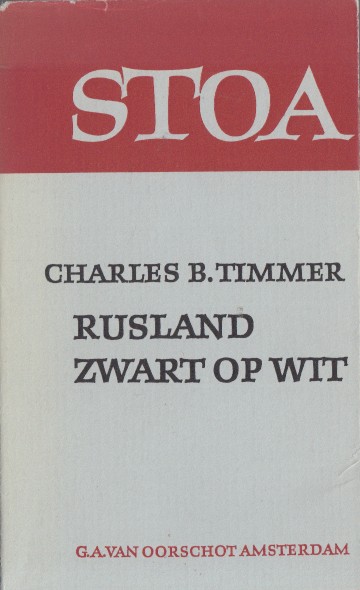 STOA
CHARLES B. TIMMER
RUSLAND
ZWART OP WIT
G.A. VAN OORSCHOT AMSTERDAM